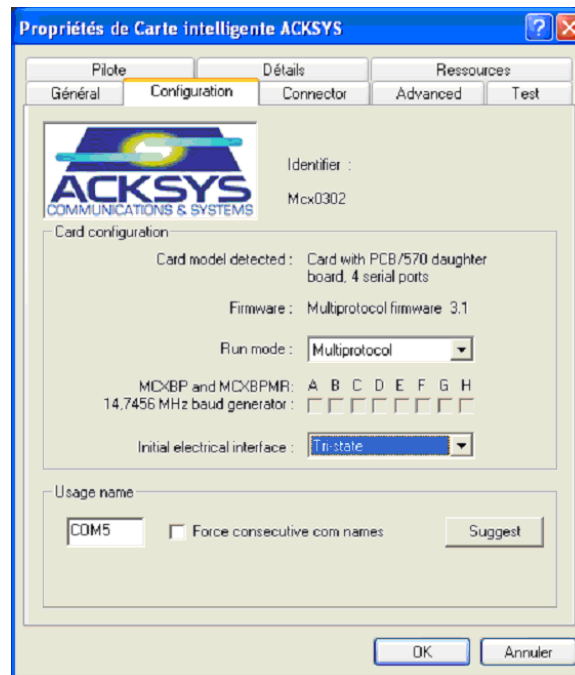 Propriétés de Carte intelligente ACKSYS
Pilote Détails Ressources
Général Configuration Connector Advanced Test
ACKSYS
COMMUNICATIONS & SYSTEMS
Identifier :
Mcx0302
Card configuration
Card model detected : Card with PCB/570 daughter
board, 4 serial ports
Firmware : Multiprotocol firmware 3.1
Run mode : Multiprotocol
MCXBP and MCXBPMR: A B C D E F G H
14,7456 MHz baud generator :
Initial electrical interface : Tri-state
Usage name
COM5 Force consecutive com names Suggest
OK Annuler